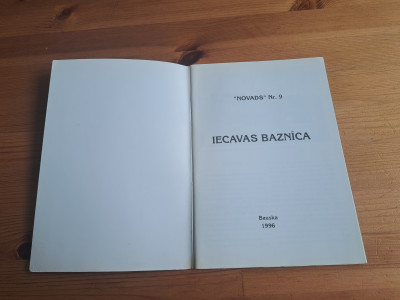 "NOVADS" Nr. 9
IECAVAS BAZNĪCA
Bauska
1996